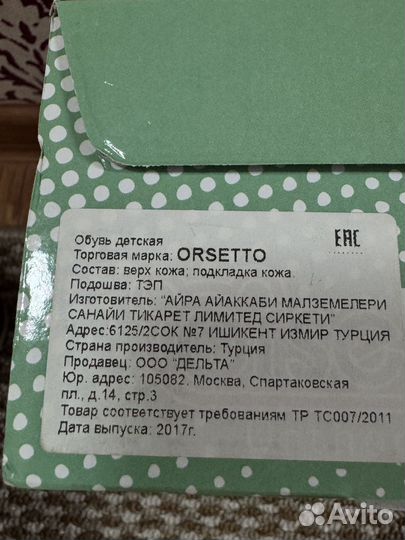 EAC
Обувь детская
Торговая марка: ORSETTO
Состав: верх кожа; подкладка кожа
Подошва: ТЭП
Изготовитель: "АЙРА АЙАККАБИ МАЛЗЕМЕЛЕРИ
САНАЙИ ТИКАРЕТ ЛИМИТЕД СИРКЕТИ"
Адрес:6125/2СОК №7 ИШИКЕНТ ИЗМИР ТУРЦИЯ
Страна производитель: Турция
Продавец: ООО "ДЕЛЬТА"
Юр. адрес: 105082. Москва, Спартаковская
пл., д.14, стр.3
Товар соответствует требованиям ТР ТС007/2011
Дата выпуска: 2017г.
Avito